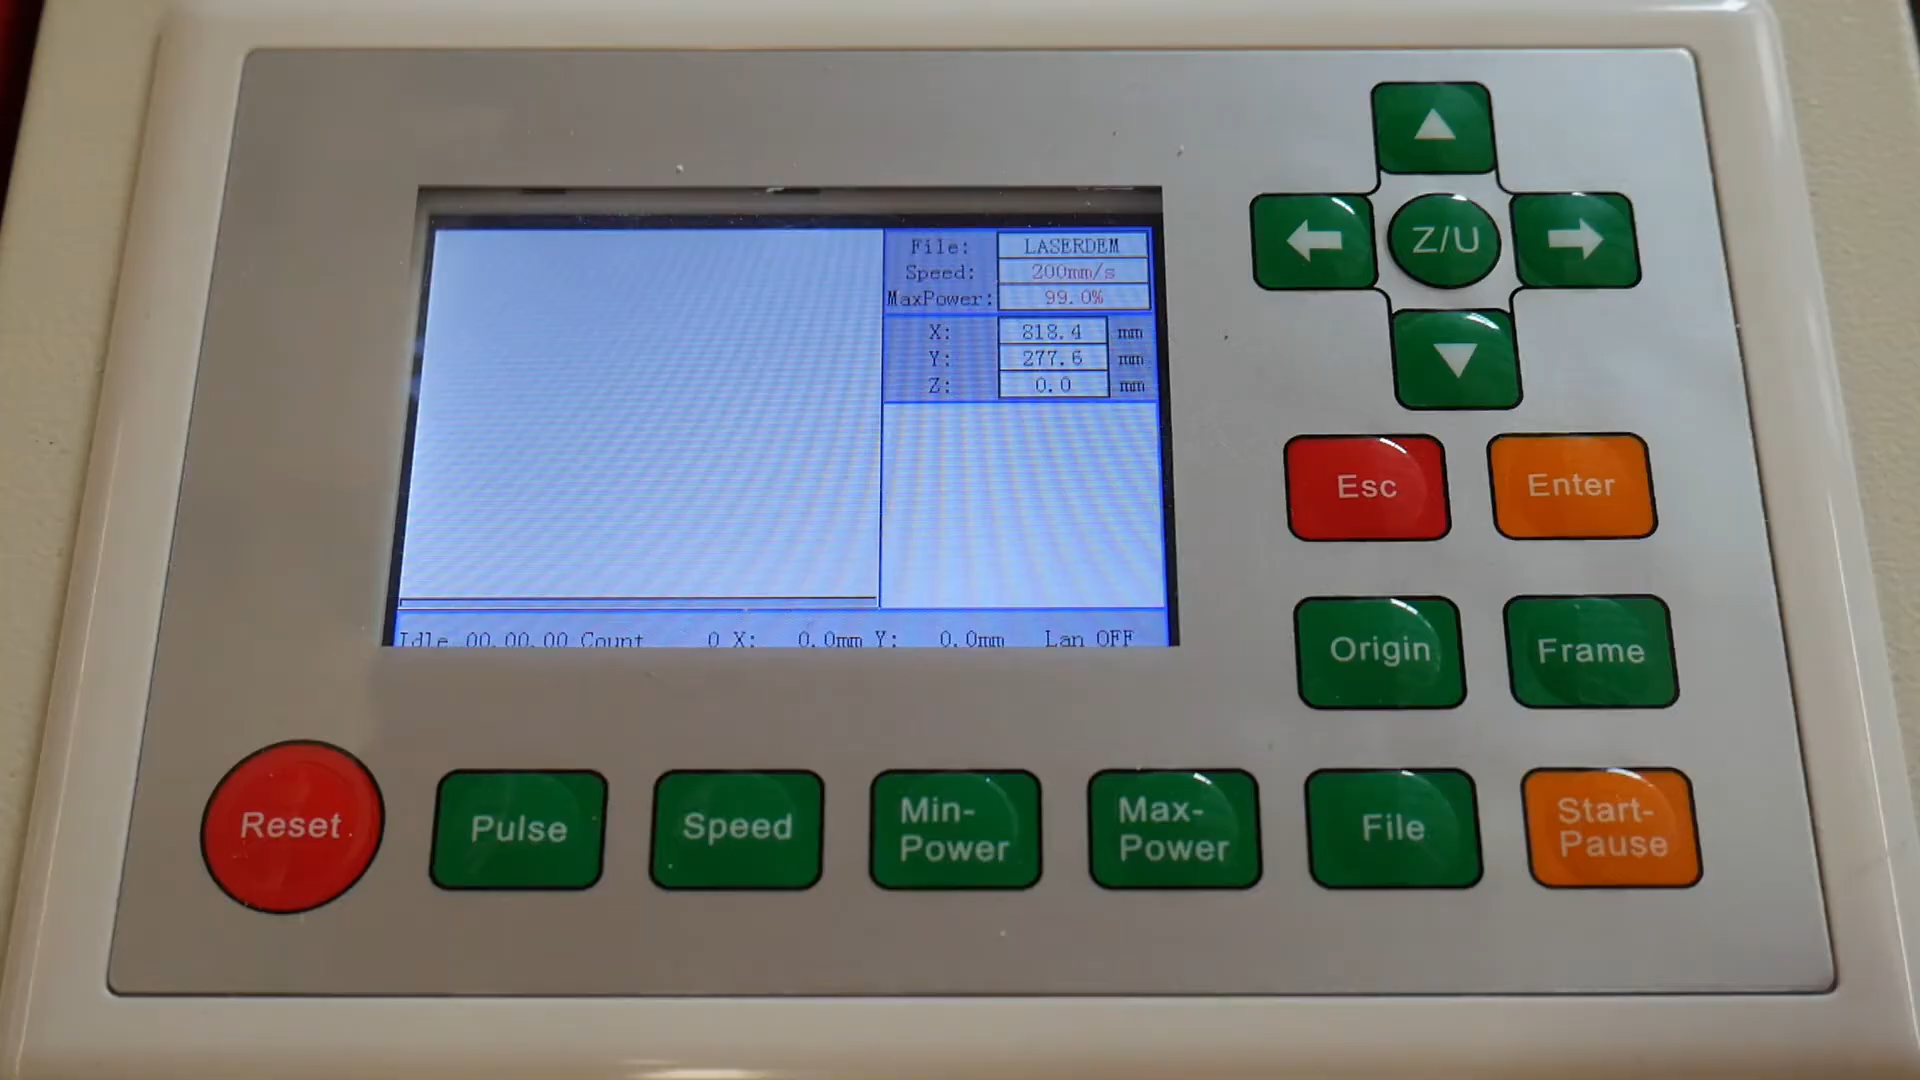 File: LASERDEM
Speed: 200mm/s
MaxPower: 99.0%
X: 818.4 mm
Y: 277.6 mm
Z: 0.0 mm
Idle 00.00.00 Count 0 X: 0.0mm Y: 0.0mm Lan OFF
Z/U
Esc
Enter
Origin
Frame
Reset
Pulse
Speed
Min-
Power
Max-
Power
File
Start-
Pause